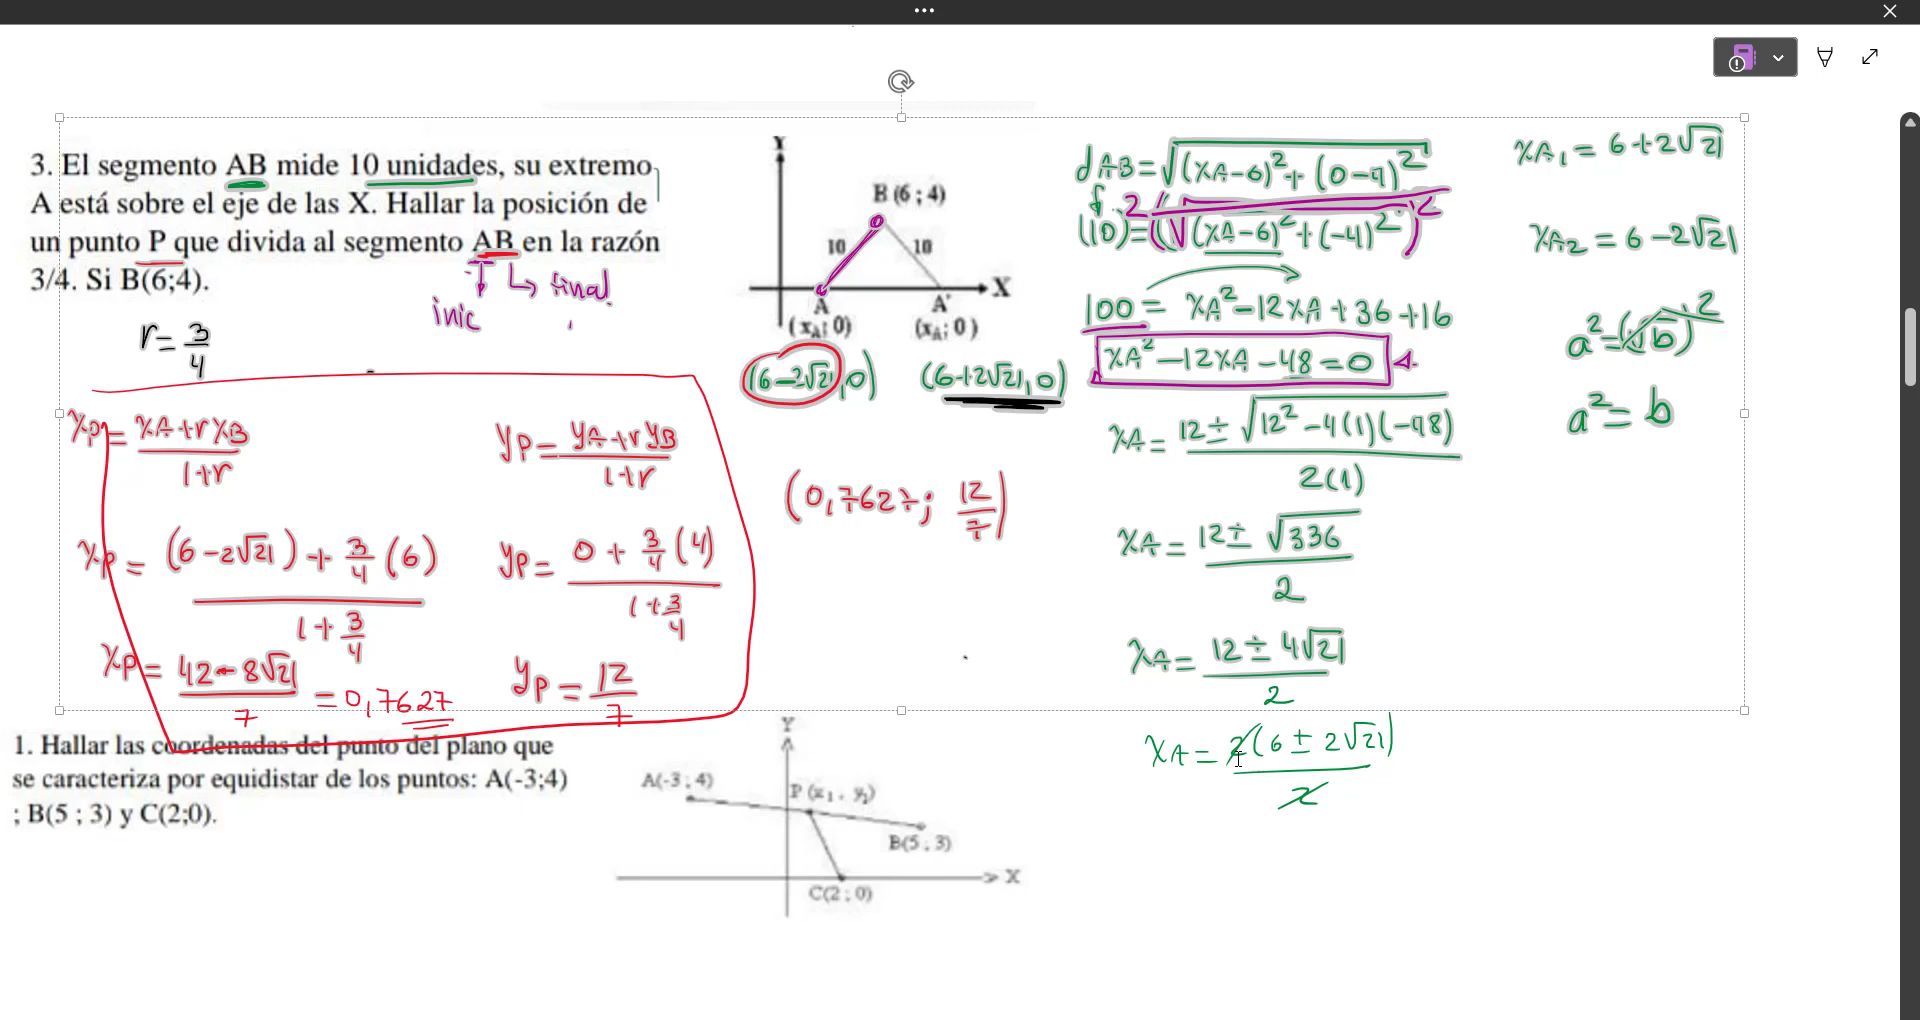 3. El segmento AB mide 10 unidades, su extremo
A está sobre el eje de las X. Hallar la posición de
un punto P que divida al segmento AB en la razón
3/4. Si B(6;4).
inic
final
r = 3/4
Y
B (6 ; 4)
10
10
X
A
A'
(xA; 0)
(xA; 0)
(6-2√21, 0)
(6+2√21, 0)
xP = (xA + r xB)/(1+r)
yP = (yA + r yB)/(1+r)
xP = ((6-2√21) + 3/4 (6))/(1 + 3/4)
yP = (0 + 3/4 (4))/(1 + 3/4)
xP = (42 - 8√21)/7 = 0,7627
yP = 12/7
(0,7627; 12/7)
dAB = √((xA-6)² + (0-4)²)
(10)² = (√((xA-6)² + (-4)²))²
100 = xA² - 12xA + 36 + 16
xA² - 12xA - 48 = 0
xA = (12 ± √(12² - 4(1)(-48)))/2(1)
xA = (12 ± √336)/2
xA = (12 ± 4√21)/2
xA = 2(6 ± 2√21)/2
xA₁ = 6 + 2√21
xA₂ = 6 - 2√21
a² = (√b)²
a² = b
1. Hallar las coordenadas del punto del plano que
se caracteriza por equidistar de los puntos: A(-3;4)
; B(5 ; 3) y C(2;0).
Y
A(-3 ; 4)
P (x₁ , y₁)
B(5 ; 3)
X
C(2 ; 0)